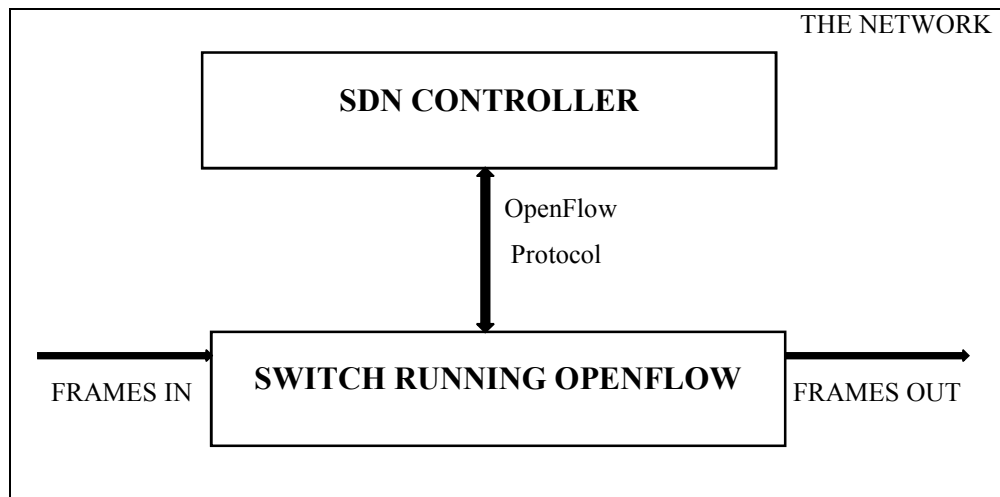 THE NETWORK
SDN CONTROLLER
OpenFlow
Protocol
SWITCH RUNNING OPENFLOW
FRAMES IN
FRAMES OUT